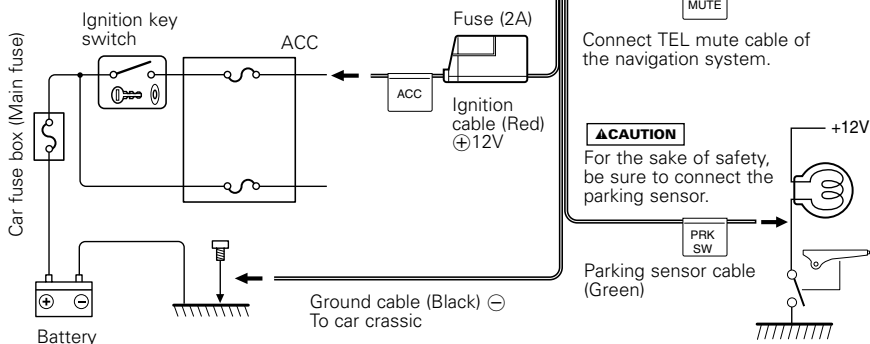 Ignition key
switch
ACC
Fuse (2A)
MUTE
Connect TEL mute cable of
the navigation system.
Car fuse box (Main fuse)
ACC
Ignition
cable (Red)
⊕12V
▲CAUTION
For the sake of safety,
be sure to connect the
parking sensor.
+12V
PRK
SW
Parking sensor cable
(Green)
Ground cable (Black) ⊖
To car crassic
⊕ ⊖
Battery